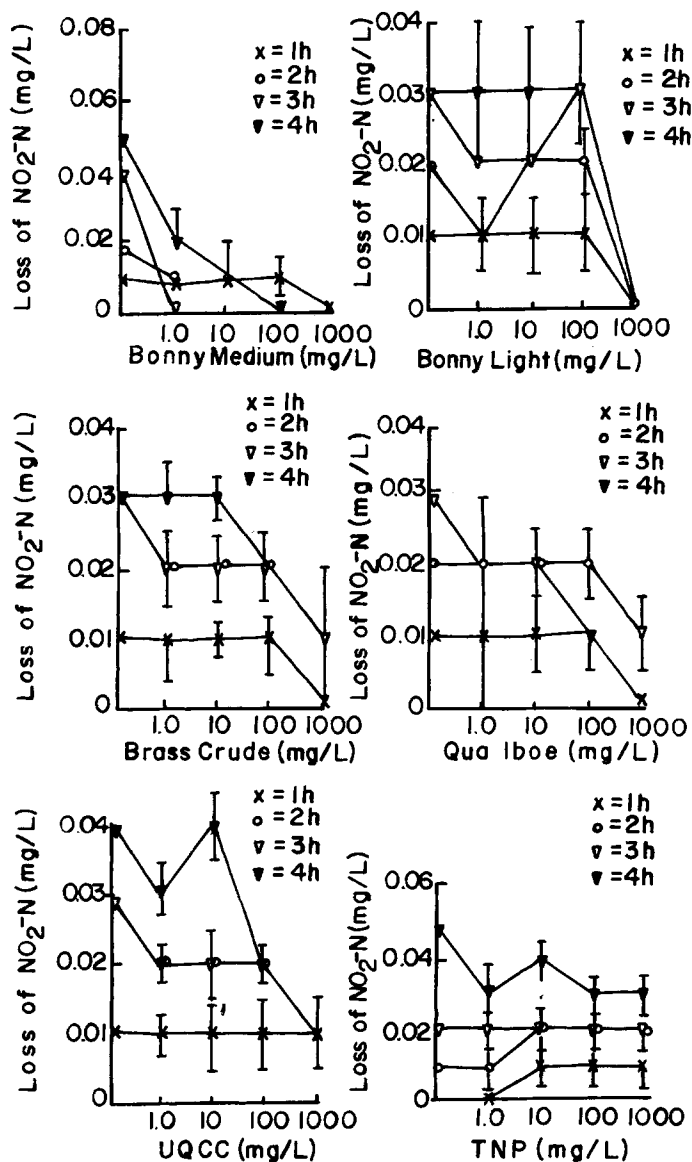 Loss of NO2-N (mg/L)
0.08
0.06
0.04
0.02
0
x = 1h
o = 2h
▽ = 3h
▼ = 4h
1.0 10 100 1000
Bonny Medium (mg/L)
Loss of NO2-N (mg/L)
0.04
0.03
0.02
0.01
0
x = 1h
o = 2h
▽ = 3h
▼ = 4h
1.0 10 100 1000
Bonny Light (mg/L)
Loss of NO2-N (mg/L)
0.04
0.03
0.02
0.01
0
x = 1h
o = 2h
▽ = 3h
▼ = 4h
1.0 10 100 1000
Brass Crude (mg/L)
Loss of NO2-N (mg/L)
0.04
0.03
0.02
0.01
0
x = 1h
o = 2h
▽ = 3h
▼ = 4h
1.0 10 100 1000
Qua Iboe (mg/L)
Loss of NO2-N (mg/L)
0.04
0.03
0.02
0.01
0
x = 1h
o = 2h
▽ = 3h
▼ = 4h
1.0 10 100 1000
UQCC (mg/L)
Loss of NO2-N (mg/L)
0.06
0.04
0.02
0
x = 1h
o = 2h
▽ = 3h
▼ = 4h
1.0 10 100 1000
TNP (mg/L)